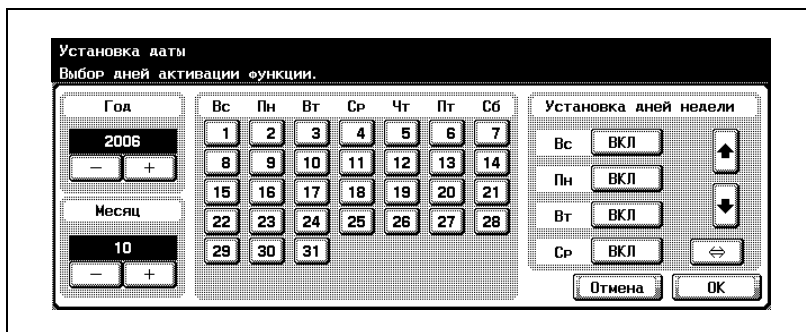 Установка даты
Выбор дней активации функции.
Год
2006
− +
Месяц
10
− +
Вс Пн Вт Ср Чт Пт Сб
1 2 3 4 5 6 7
8 9 10 11 12 13 14
15 16 17 18 19 20 21
22 23 24 25 26 27 28
29 30 31
Установка дней недели
Вс ВКЛ
Пн ВКЛ
Вт ВКЛ
Ср ВКЛ
Отмена OK